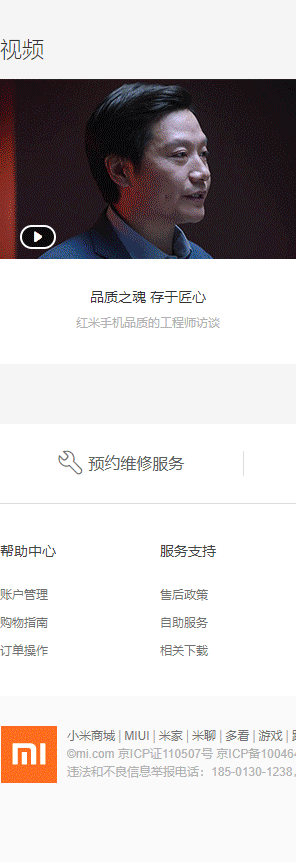 视频
品质之魂 存于匠心
红米手机品质的工程师访谈
预约维修服务
帮助中心 服务支持
账户管理 售后政策
购物指南 自助服务
订单操作 相关下载
小米商城 | MIUI | 米家 | 米聊 | 多看 | 游戏 |
©mi.com 京ICP证110507号 京ICP备10046
违法和不良信息举报电话：185-0130-1238，